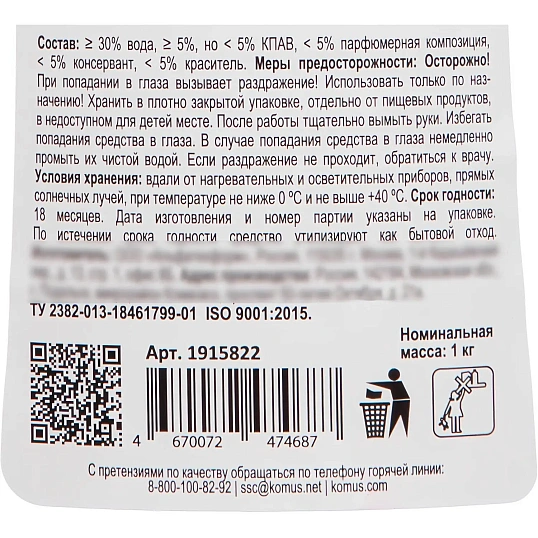 Состав: ≥ 30% вода, ≥ 5%, но < 5% КПАВ, < 5% парфюмерная композиция,
< 5% консервант, < 5% краситель. Меры предосторожности: Осторожно!
При попадании в глаза вызывает раздражение! Использовать только по наз-
начению! Хранить в плотно закрытой упаковке, отдельно от пищевых продуктов,
в недоступном для детей месте. После работы тщательно вымыть руки. Избегать
попадания средства в глаза. В случае попадания средства в глаза немедленно
промыть их чистой водой. Если раздражение не проходит, обратиться к врачу.
Условия хранения: вдали от нагревательных и осветительных приборов, прямых
солнечных лучей, при температуре не ниже 0 ºС и не выше +40 ºС. Срок годности:
18 месяцев. Дата изготовления и номер партии указаны на упаковке.
По истечении срока годности средство утилизируют как бытовой отход.
ТУ 2382-013-18461799-01 ISO 9001:2015.
Арт. 1915822
Номинальная
масса: 1 кг
4 670072 474687
С претензиями по качеству обращаться по телефону горячей линии:
8-800-100-82-92 | ssc@komus.net | komus.com